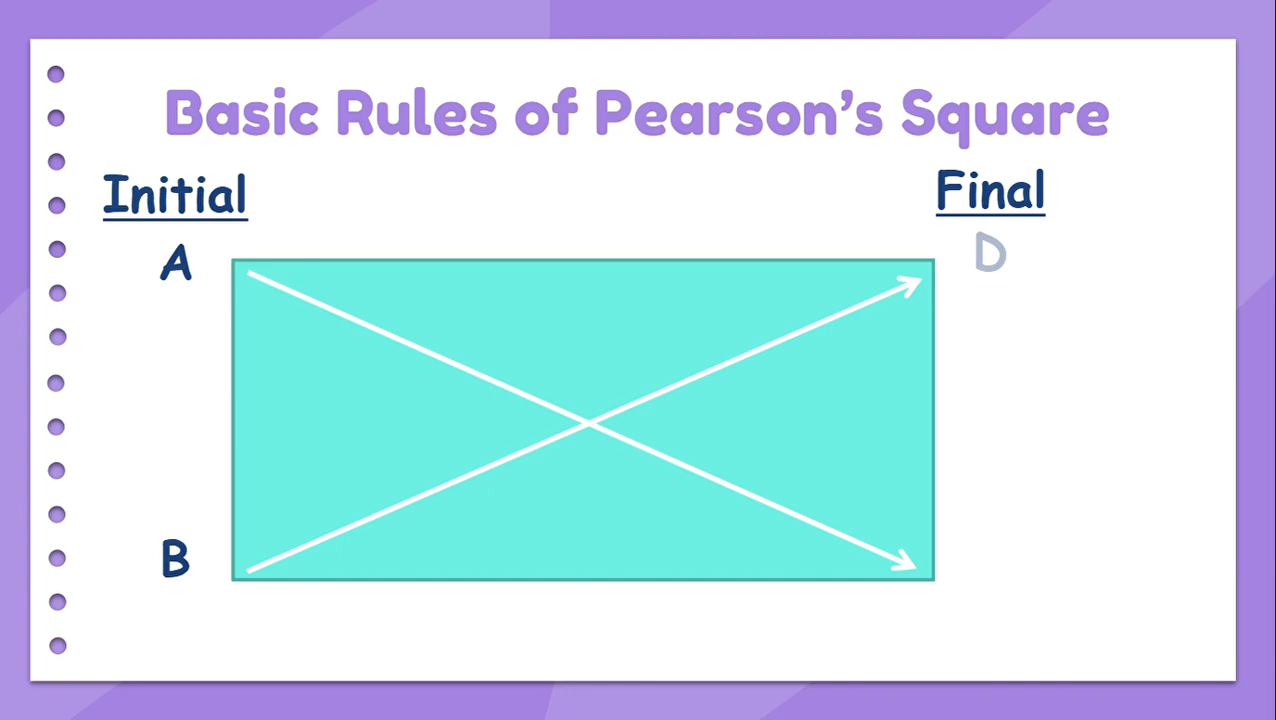 Basic Rules of Pearson’s Square
Initial
Final
A
D
B